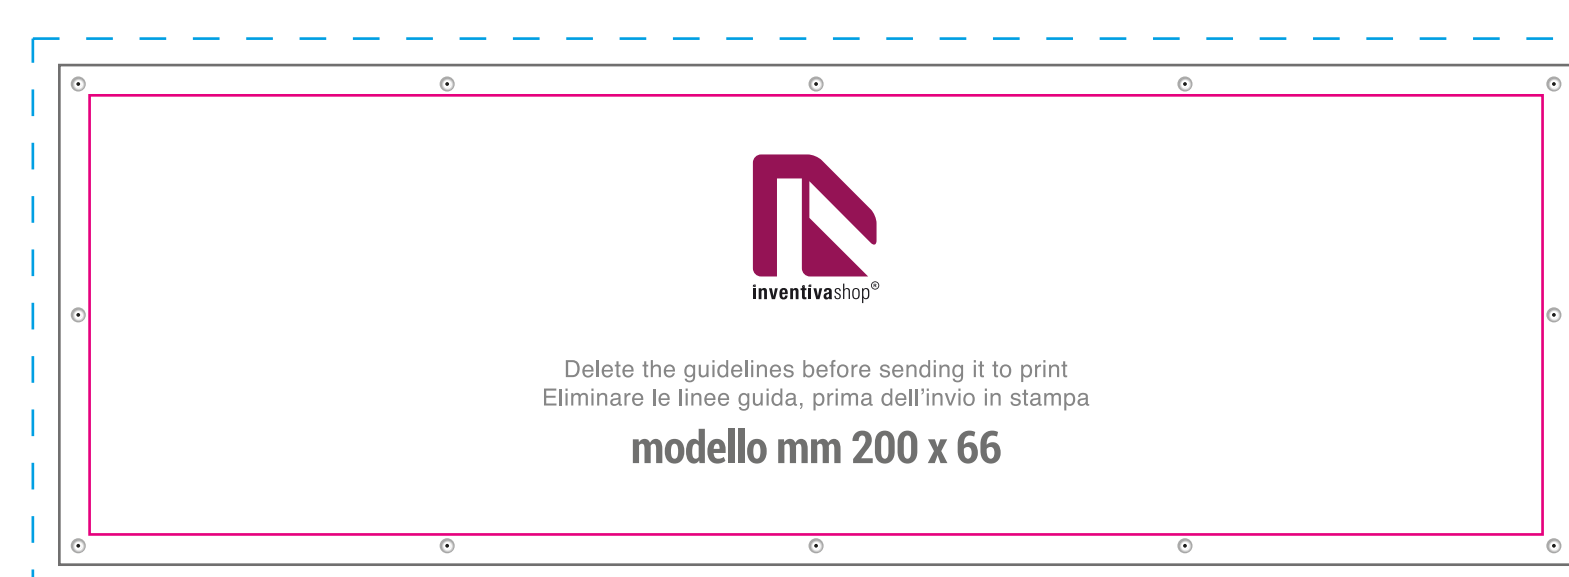 inventivashop®
Delete the guidelines before sending it to print
Eliminare le linee guida, prima dell'invio in stampa
modello mm 200 x 66